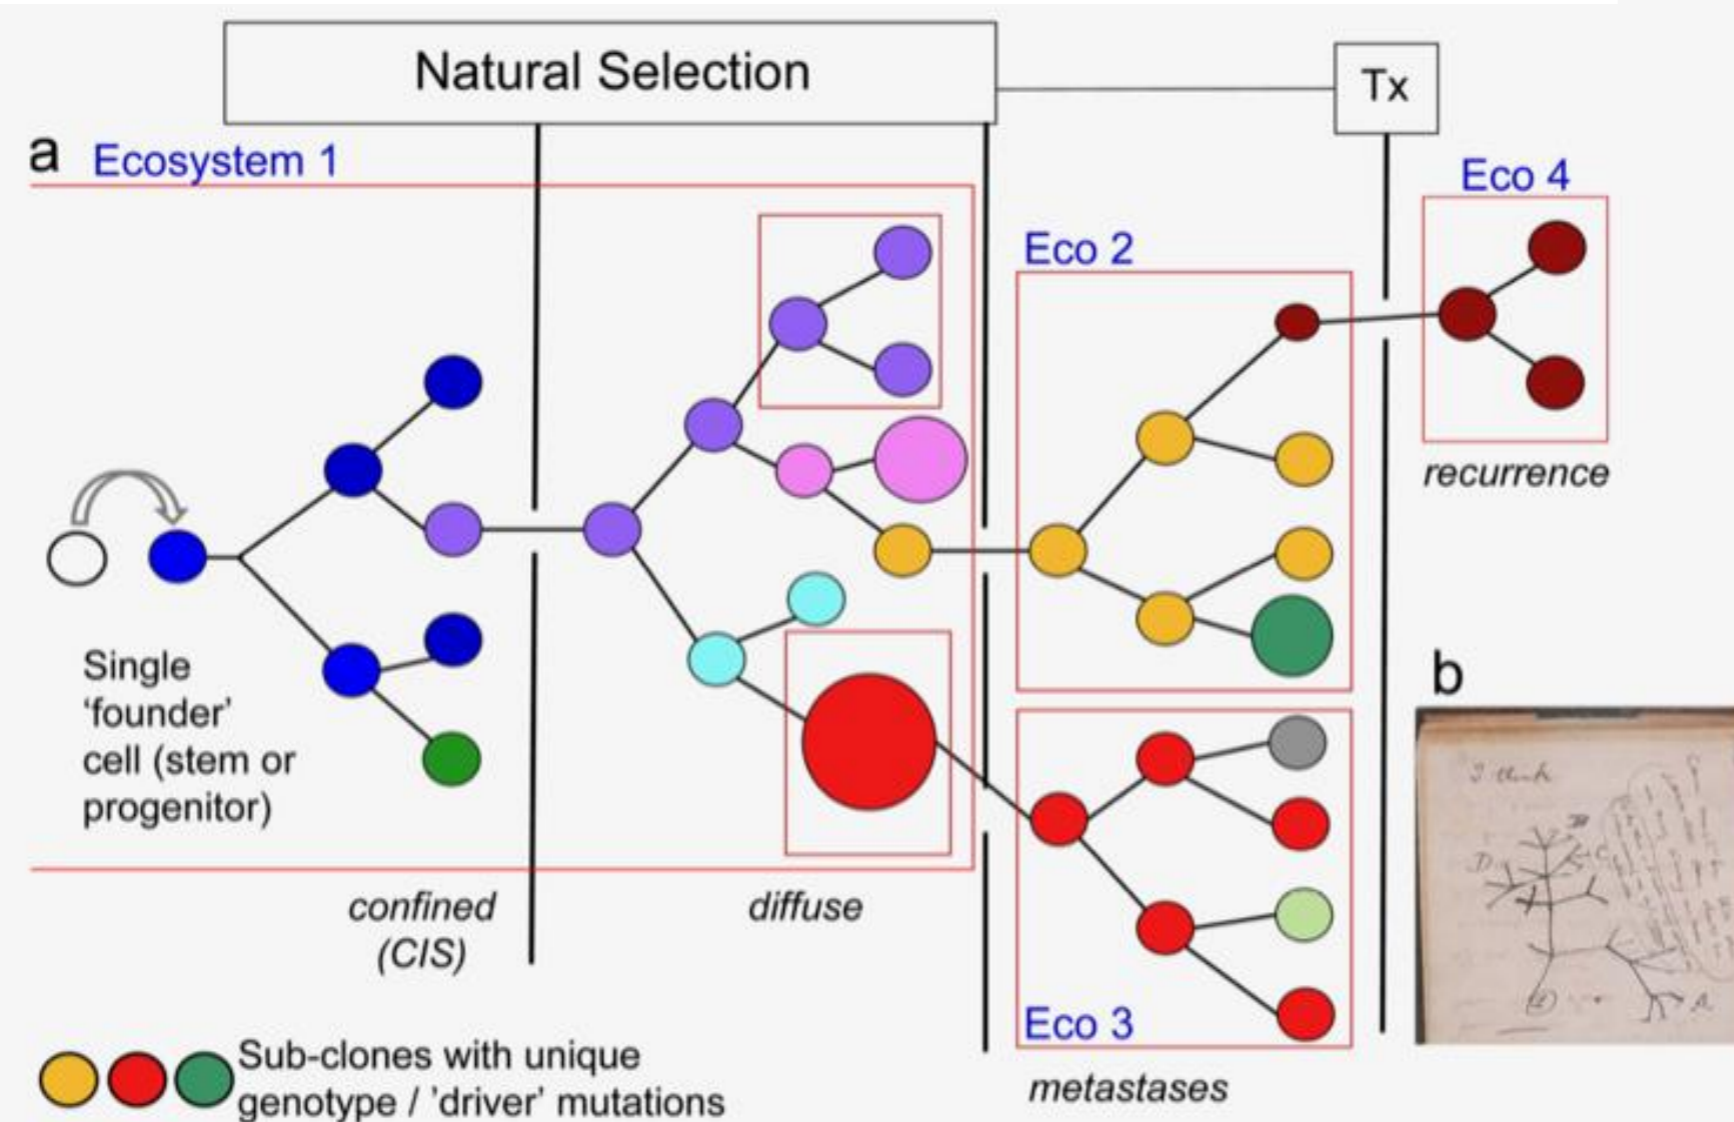 Natural Selection
Tx
a
Ecosystem 1
Eco 4
Eco 2
recurrence
Single
‘founder’
cell (stem or
progenitor)
b
I think
confined
(CIS)
diffuse
Eco 3
metastases
Sub-clones with unique
genotype / ’driver’ mutations